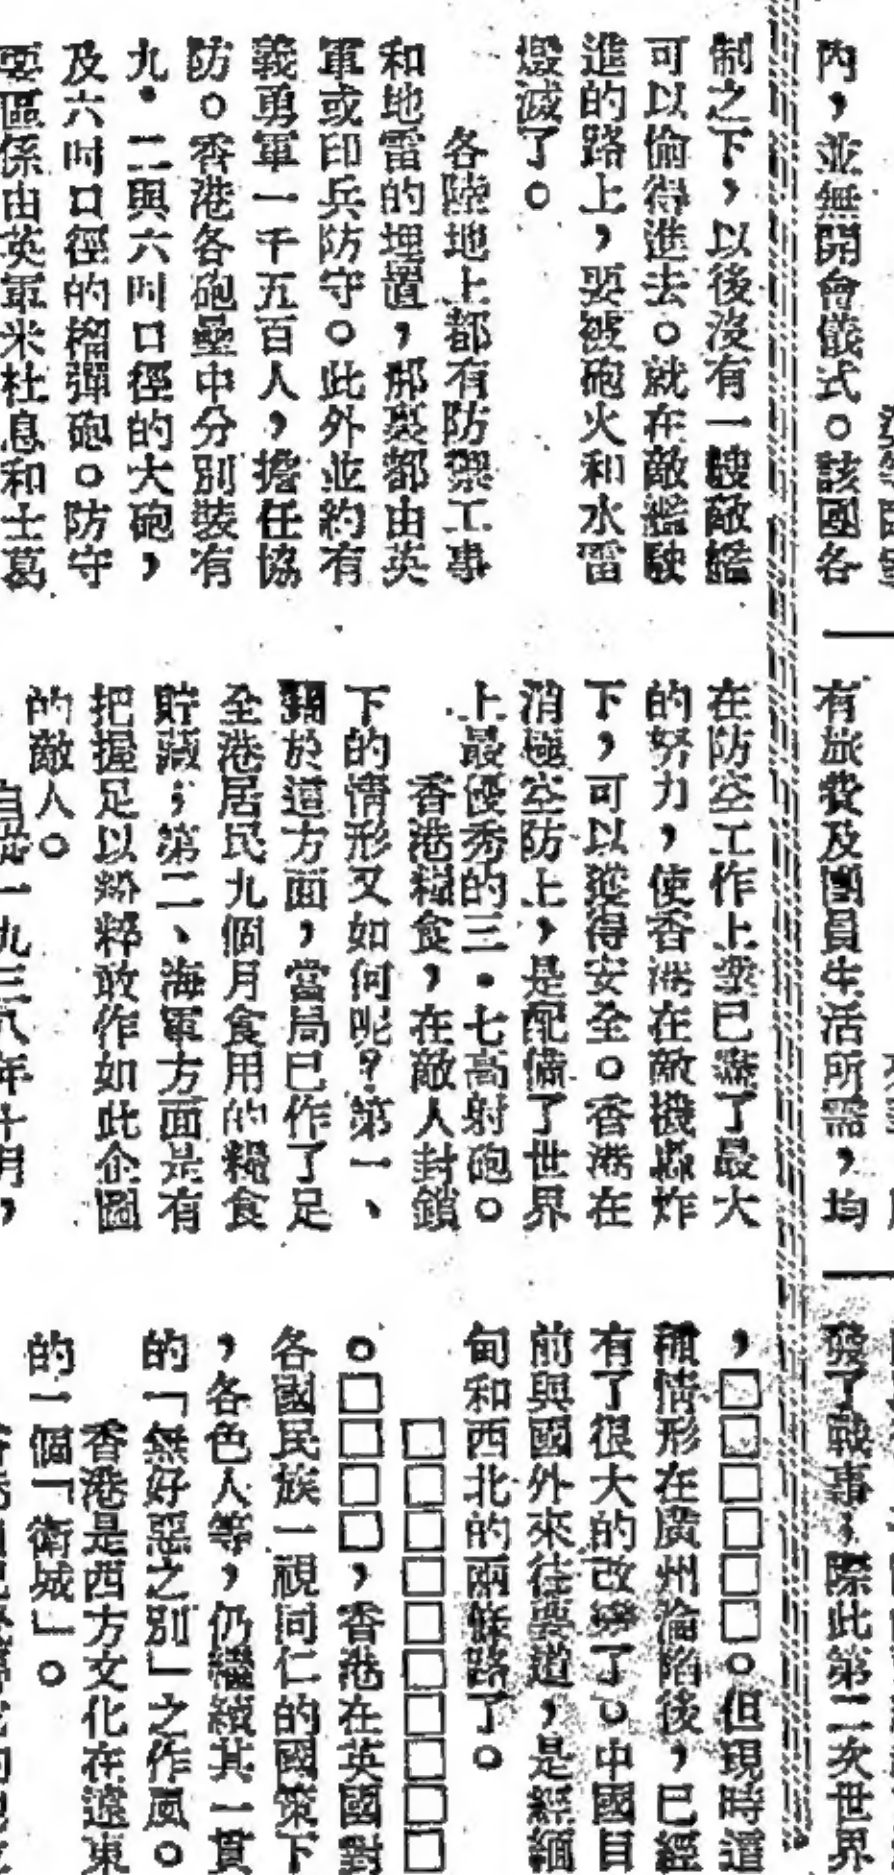 內，並無開會儀式。該團各
有旅費及團員生活所需，均
發了戰事，際此第二次世界
制之下，以後沒有一艘敵艦
可以偷得進去。就在敵艦駛
進的路上，要被砲火和水雷
燬滅了。
各陸地上都有防禦工事
和地雷的埋置，那裏都由英
軍或印兵防守。此外並約有
義勇軍一千五百人，擔任協
防。香港各砲壘中分別裝有
九．二與六吋口徑的大砲，
及六吋口徑的榴彈砲。防守
要區係由英軍米杜息和士葛
在防空工作上業已盡了最大
的努力，使香港在敵機轟炸
下，可以獲得安全。香港在
消極空防上，是配備了世界
上最優秀的三．七高射砲。
香港糧食，在敵人封鎖
下的情形又如何呢？第一、
關於這方面，當局已作了足
全港居民九個月食用的糧食
貯藏；第二、海軍方面是有
把握足以粉粹敢作如此企圖
的敵人。
自從一九三八年十月，
，□□□□□□。但現時這
種情形在廣州淪陷後，已經
有了很大的改變了。中國目
前與國外來往要道，是經緬
甸和西北的兩條路了。
□□□□□□□□□□
。□□□□，香港在英國對
各國民族一視同仁的國策下
，各色人等，仍繼續其一貫
的「無好惡之別」之作風。
香港是西方文化在遠東
的一個「衛城」。